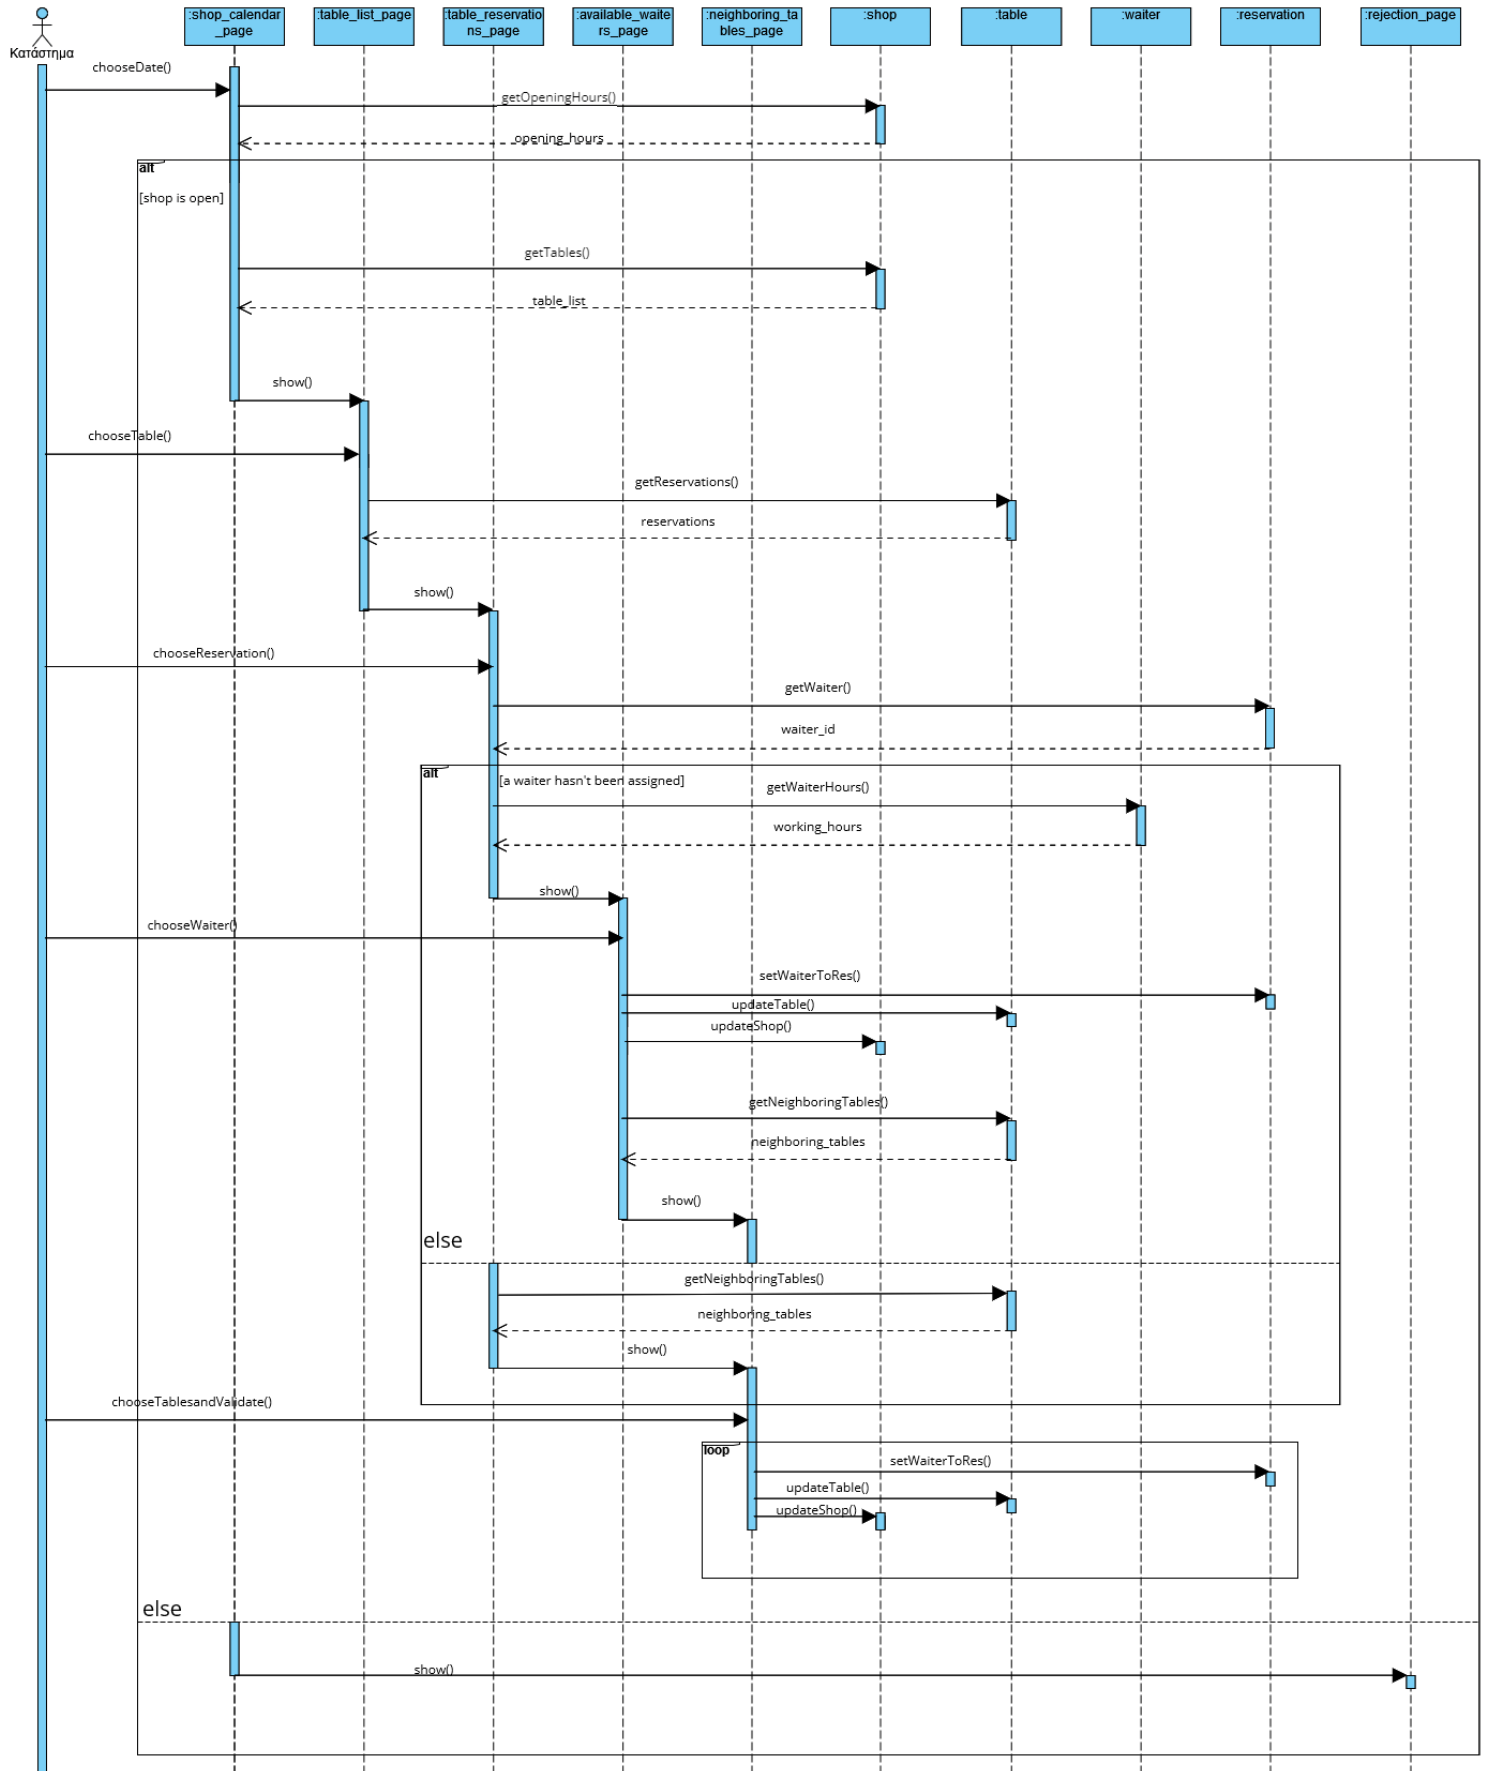 :shop_calendar
_page
:table_list_page
:table_reservatio
ns_page
:available_waite
rs_page
:neighboring_ta
bles_page
:shop
:table
:waiter
:reservation
:rejection_page
Κατάστημα
chooseDate()
getOpeningHours()
opening_hours
alt
[shop is open]
getTables()
table_list
show()
chooseTable()
getReservations()
reservations
show()
chooseReservation()
getWaiter()
waiter_id
alt
[a waiter hasn't been assigned]
getWaiterHours()
working_hours
show()
chooseWaiter()
setWaiterToRes()
updateTable()
updateShop()
getNeighboringTables()
neighboring_tables
show()
else
getNeighboringTables()
neighboring_tables
show()
chooseTablesandValidate()
loop
setWaiterToRes()
updateTable()
updateShop()
else
show()